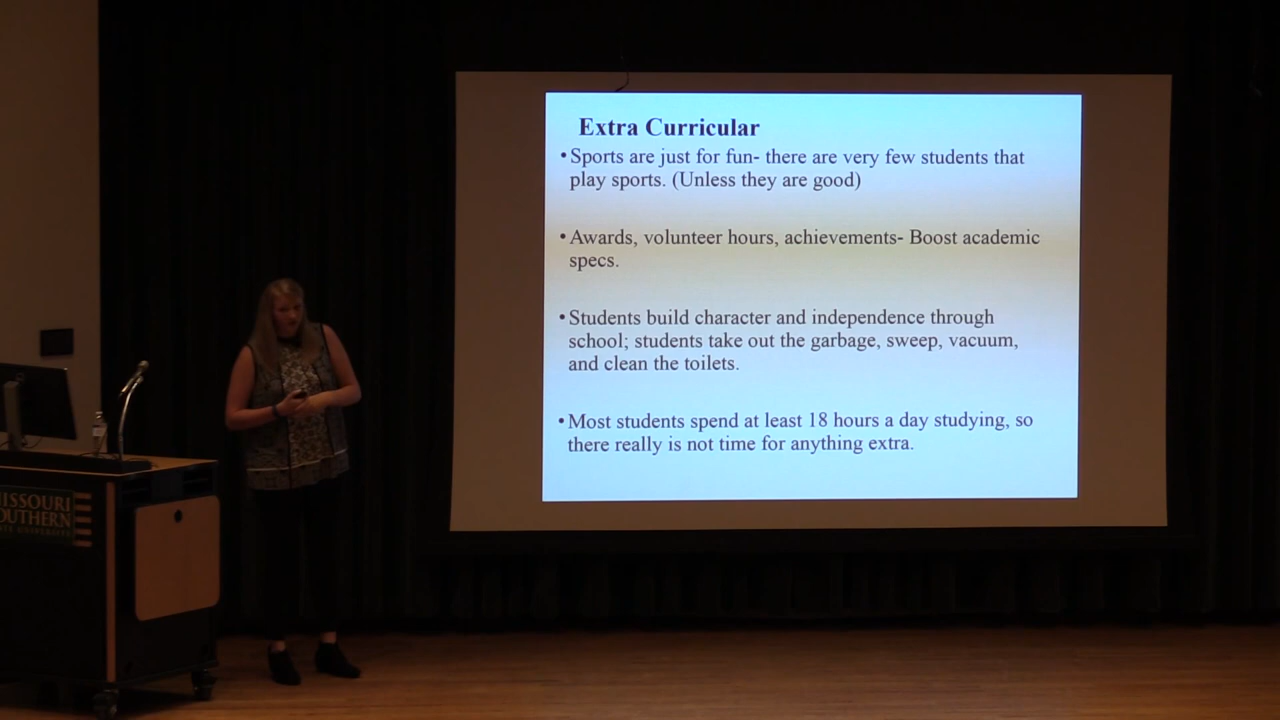 Extra Curricular
•Sports are just for fun- there are very few students that
play sports. (Unless they are good)
•Awards, volunteer hours, achievements- Boost academic
specs.
•Students build character and independence through
school; students take out the garbage, sweep, vacuum,
and clean the toilets.
•Most students spend at least 18 hours a day studying, so
there really is not time for anything extra.
MISSOURI
SOUTHERN